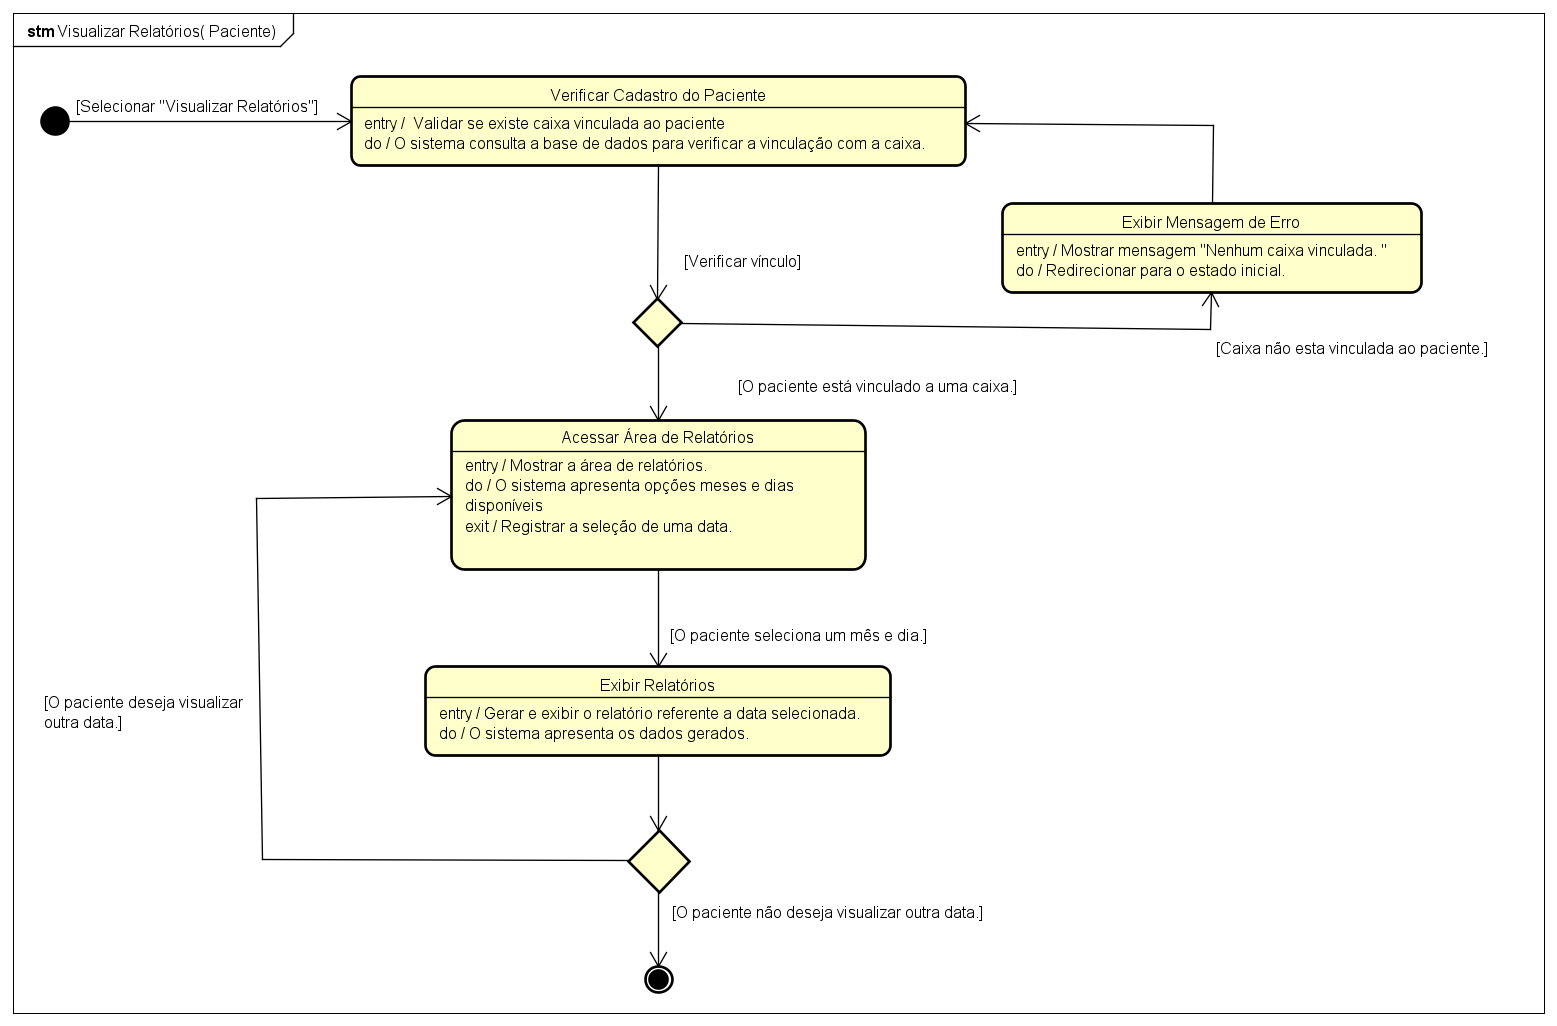 stm Visualizar Relatórios( Paciente)
[Selecionar "Visualizar Relatórios"]
Verificar Cadastro do Paciente
entry /  Validar se existe caixa vinculada ao paciente
do / O sistema consulta a base de dados para verificar a vinculação com a caixa.
Exibir Mensagem de Erro
entry / Mostrar mensagem "Nenhum caixa vinculada. "
do / Redirecionar para o estado inicial.
[Verificar vínculo]
[Caixa não esta vinculada ao paciente.]
[O paciente está vinculado a uma caixa.]
Acessar Área de Relatórios
entry / Mostrar a área de relatórios.
do / O sistema apresenta opções meses e dias
disponíveis
exit / Registrar a seleção de uma data.
[O paciente seleciona um mês e dia.]
Exibir Relatórios
entry / Gerar e exibir o relatório referente a data selecionada.
do / O sistema apresenta os dados gerados.
[O paciente deseja visualizar
outra data.]
[O paciente não deseja visualizar outra data.]